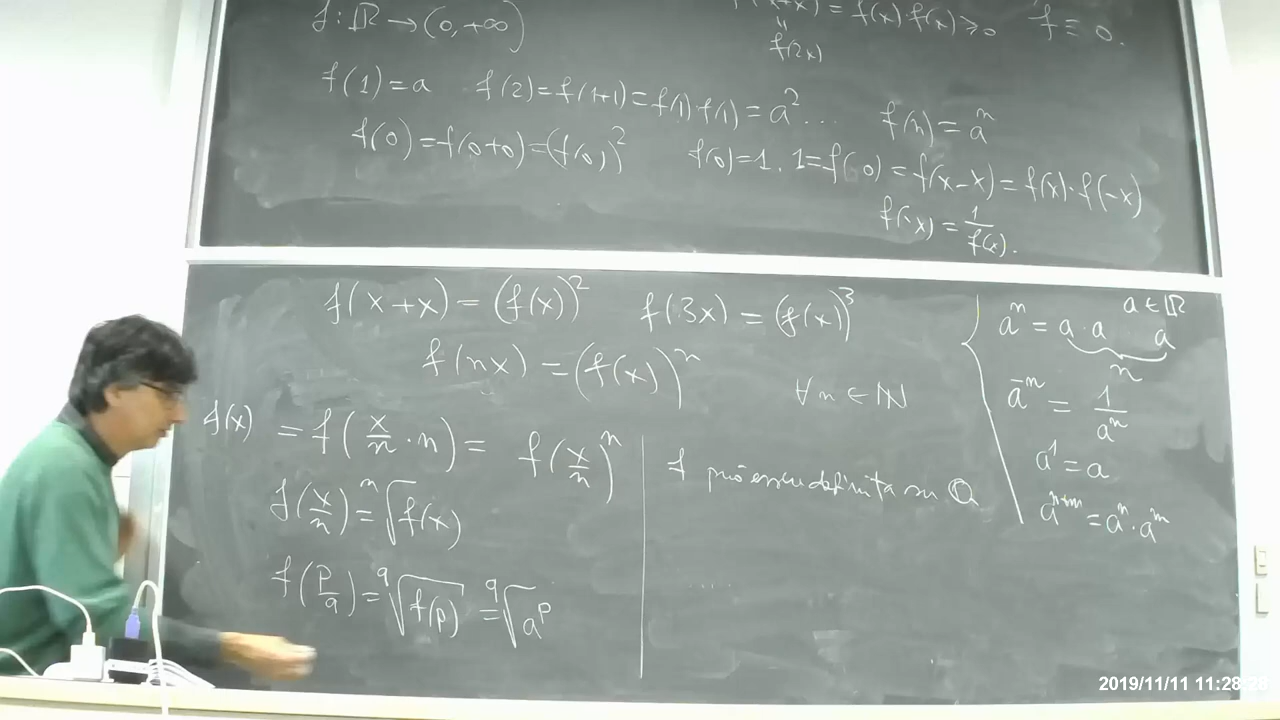 f: ℝ → (0, +∞)
= f(x)·f(x) ≥ 0 f ≡ 0.
"
f(2x)
f(1) = a f(2) = f(1+1) = f(1)·f(1) = a² ... f(n) = aⁿ
f(0) = f(0+0) = (f(0))² f(0) = 1. 1 = f(0) = f(x-x) = f(x)·f(-x)
f(-x) = 1/f(x).
f(x+x) = (f(x))² f(3x) = (f(x))³
f(nx) = (f(x))ⁿ ∀n ∈ ℕ
f(x) = f(x/n · n) = f(x/n)ⁿ
f(x/n) = ⁿ√f(x)
f(p/q) = q√f(p) = q√aᵖ
f può essere definita su ℚ
.....
a ∈ ℝ
aⁿ = a·a a
n
a⁻ⁿ = 1/aⁿ
a¹ = a
aⁿ⁺ᵐ = aⁿ·aᵐ
2019/11/11 11:28:28